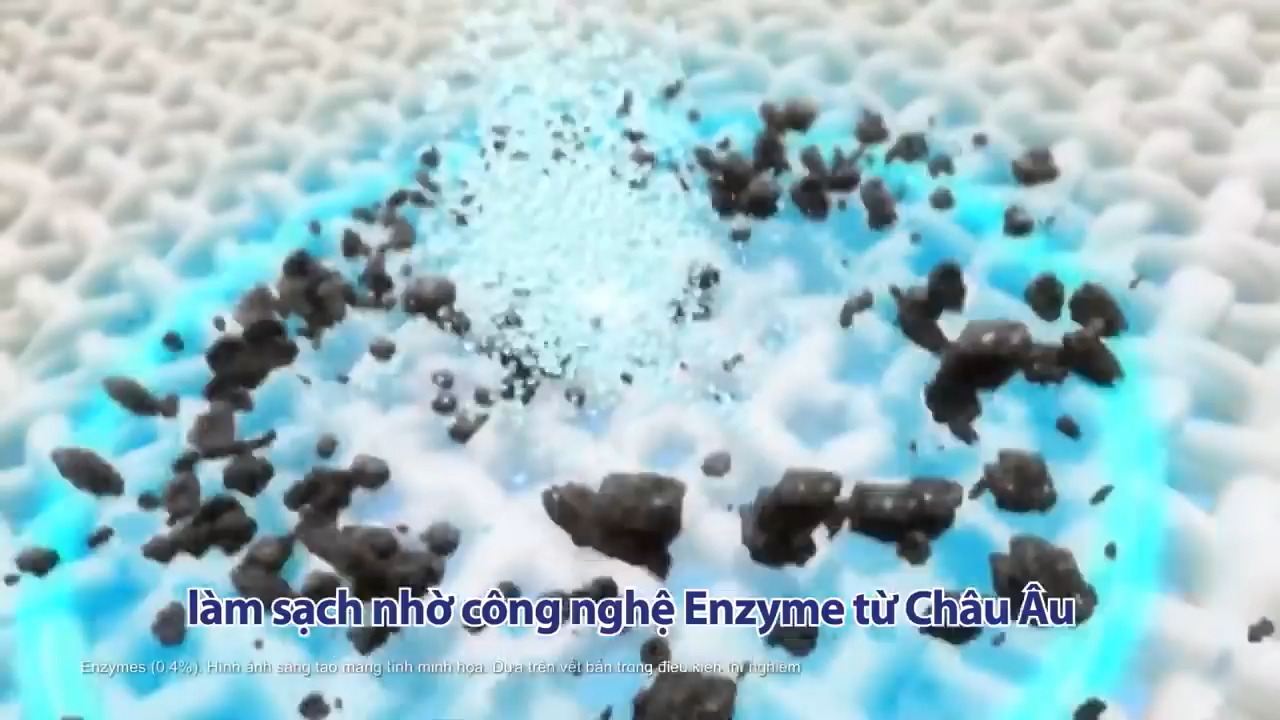 làm sạch nhờ công nghệ Enzyme từ Châu Âu
Enzymes (0.4%). Hình ảnh sáng tạo mang tính minh họa. Dựa trên vết bẩn trong điều kiện thí nghiệm